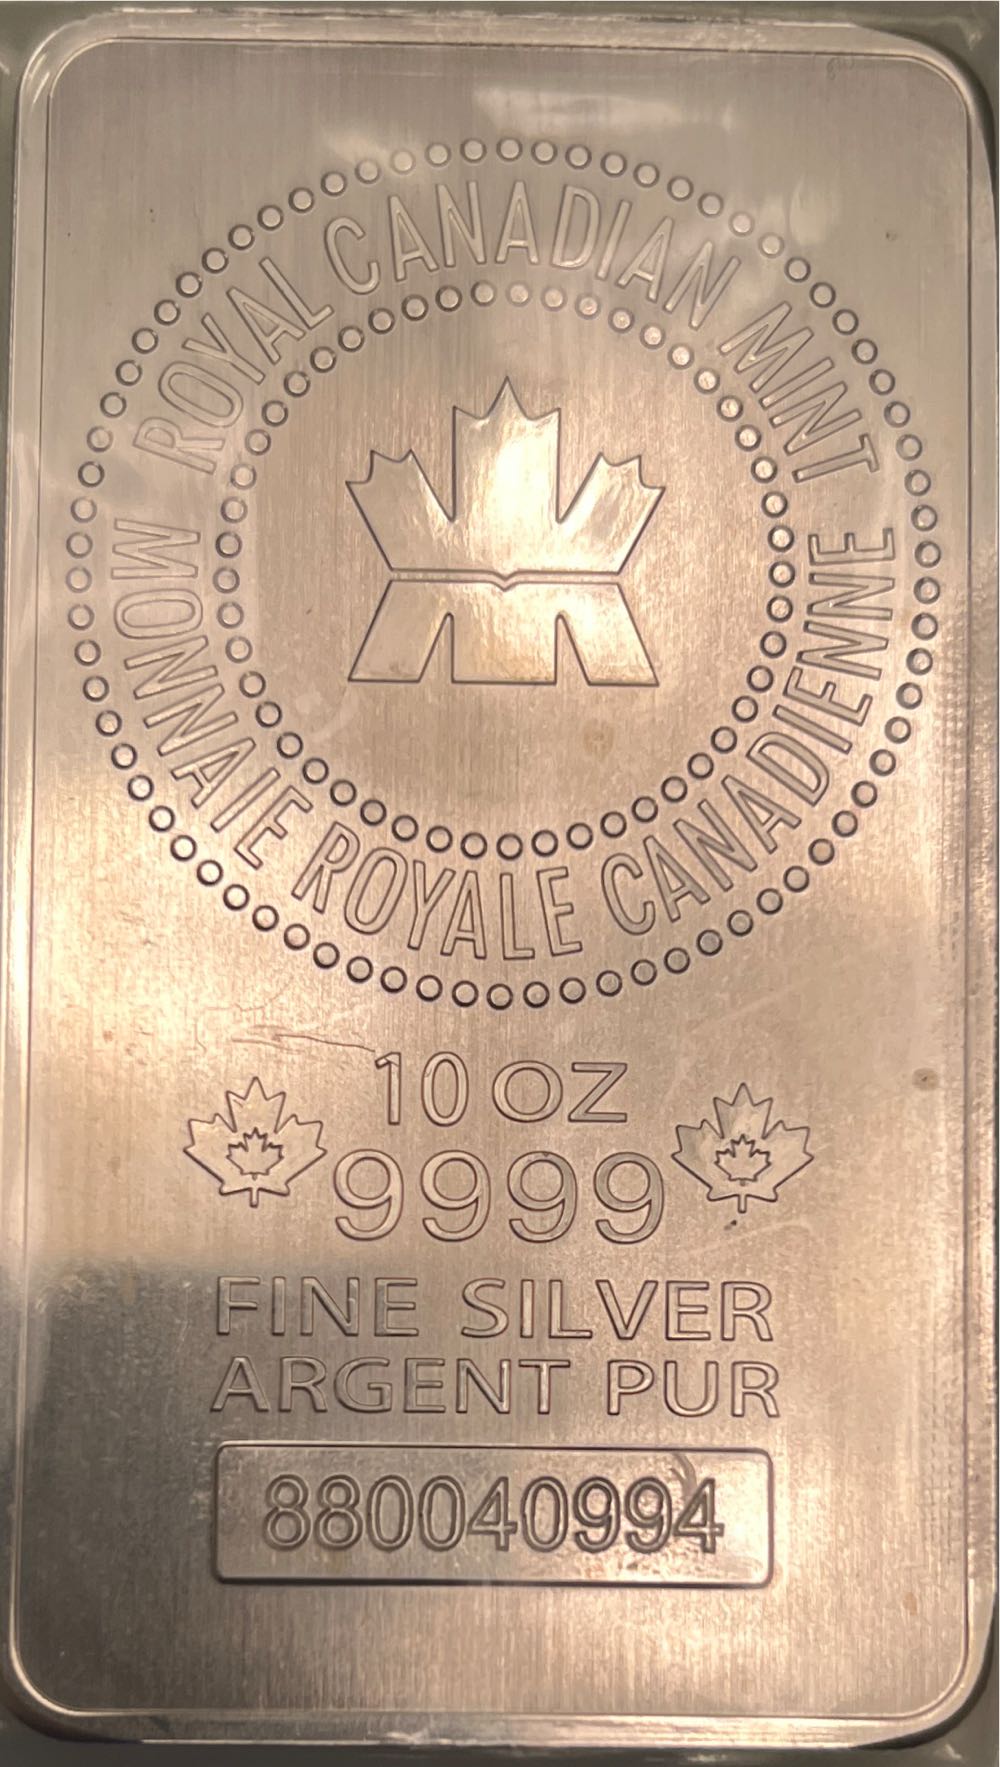 ROYAL CANADIAN MINT
MONNAIE ROYALE CANADIENNE
10 OZ
9999
FINE SILVER
ARGENT PUR
880040994